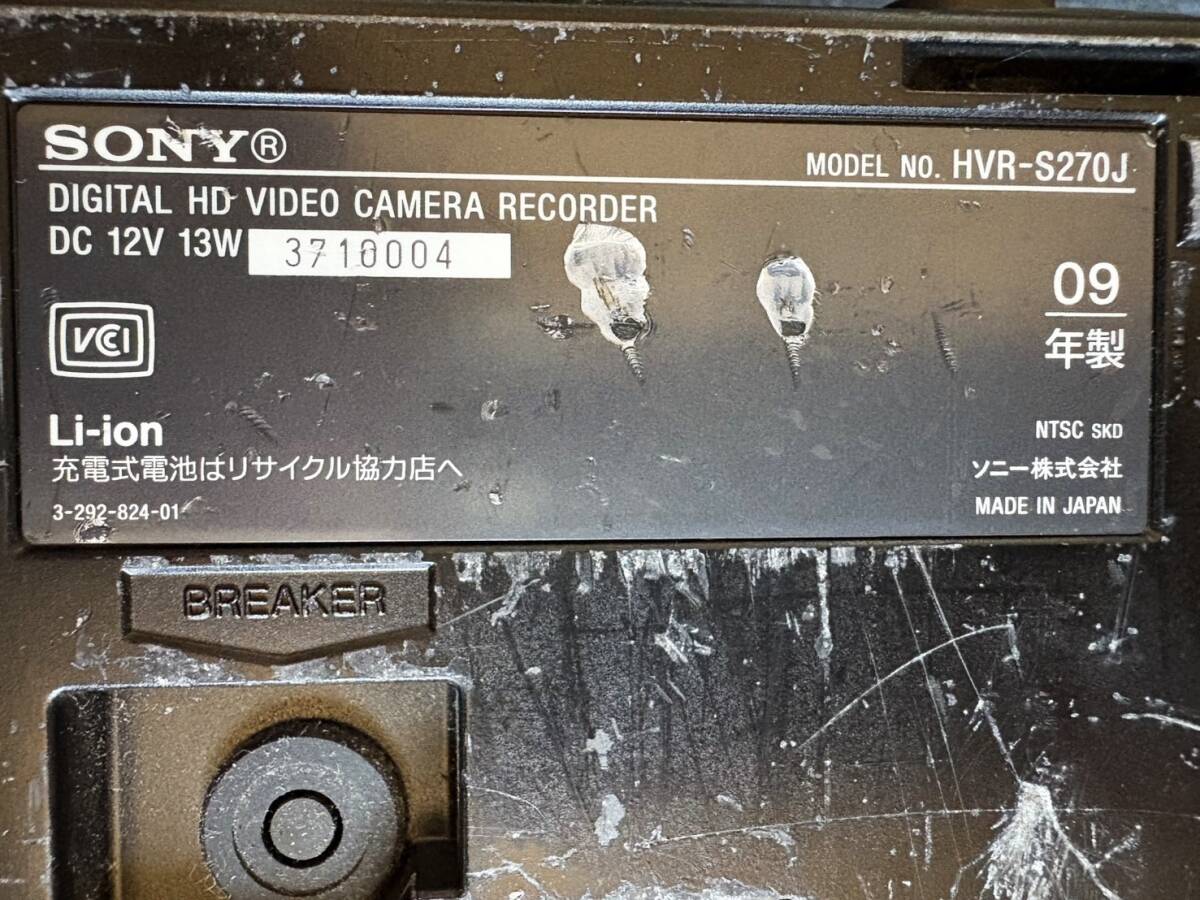 SONY®
MODEL NO. HVR-S270J
DIGITAL HD VIDEO CAMERA RECORDER
DC 12V 13W 3710004
VCCI
09
年製
Li-ion
充電式電池はリサイクル協力店へ
3-292-824-01
NTSC SKD
ソニー株式会社
MADE IN JAPAN
BREAKER